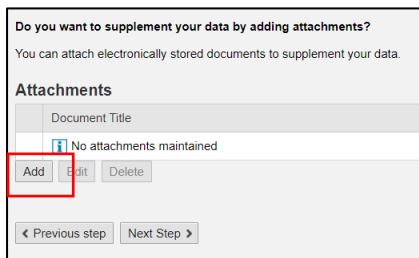 Do you want to supplement your data by adding attachments?
You can attach electronically stored documents to supplement your data.
Attachments
Document Title
No attachments maintained
Add Edit Delete
Previous step Next Step